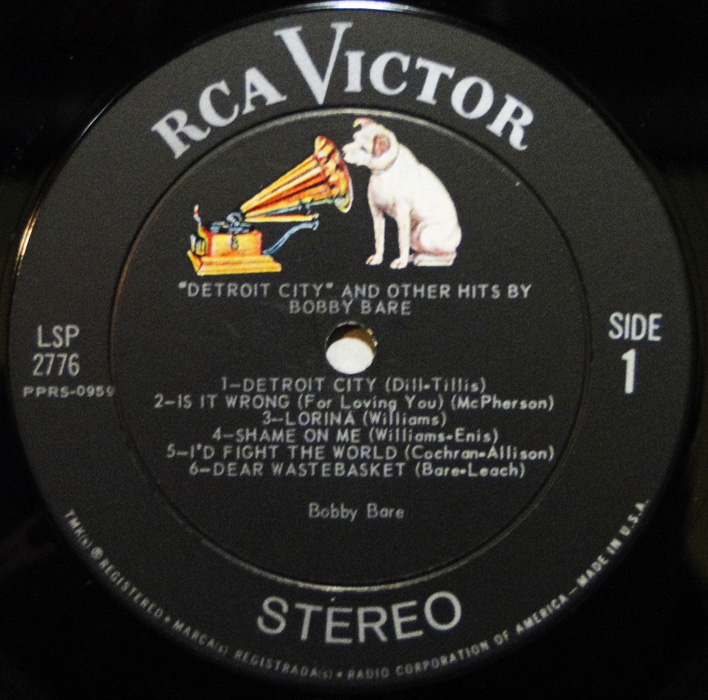 RCA VICTOR
"DETROIT CITY" AND OTHER HITS BY
BOBBY BARE
LSP
2776
PPRS-0959
SIDE
1
1-DETROIT CITY (Dill-Tillis)
2-IS IT WRONG (For Loving You) (McPherson)
3-LORINA (Williams)
4-SHAME ON ME (Williams-Enis)
5-I'D FIGHT THE WORLD (Cochran-Allison)
6-DEAR WASTEBASKET (Bare-Leach)
Bobby Bare
STEREO
TMK(s) ® REGISTERED • MARCA(s) REGISTRADA(s) • RADIO CORPORATION OF AMERICA—MADE IN U.S.A.